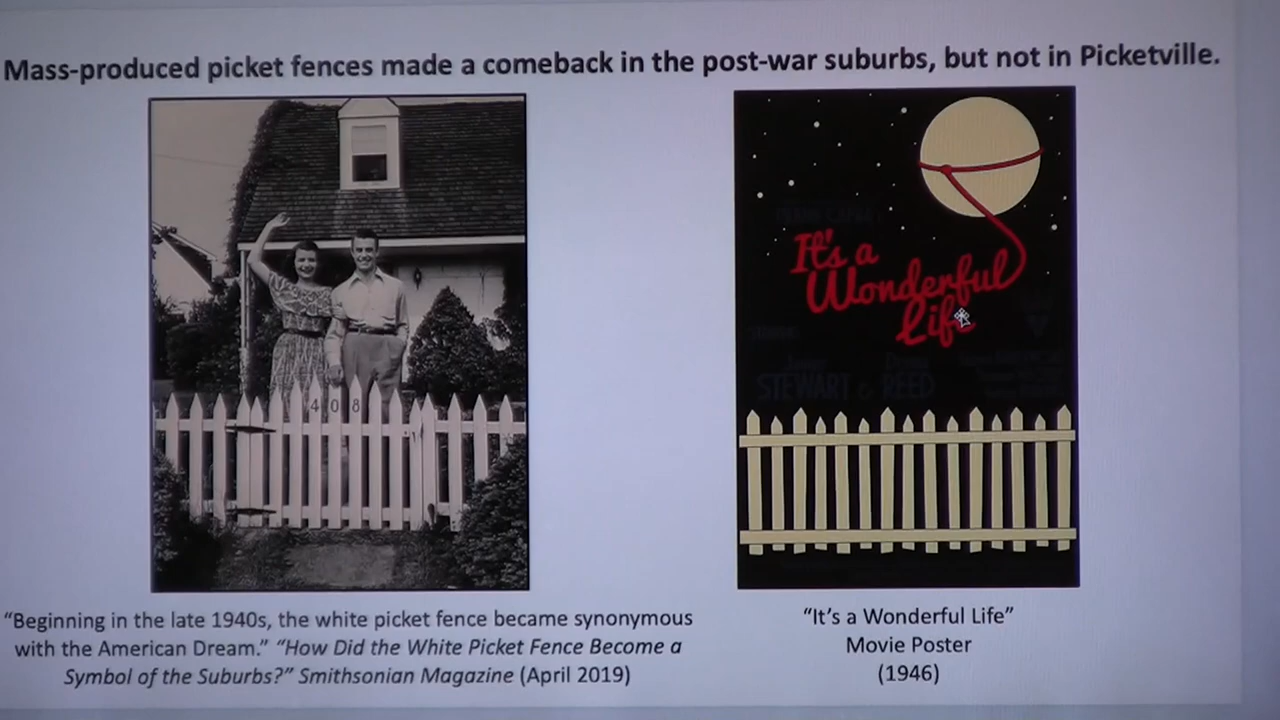 Mass-produced picket fences made a comeback in the post-war suburbs, but not in Picketville.
408
It's a
Wonderful
Life
STEWART & REED
"Beginning in the late 1940s, the white picket fence became synonymous
with the American Dream." "How Did the White Picket Fence Become a
Symbol of the Suburbs?" Smithsonian Magazine (April 2019)
"It's a Wonderful Life"
Movie Poster
(1946)